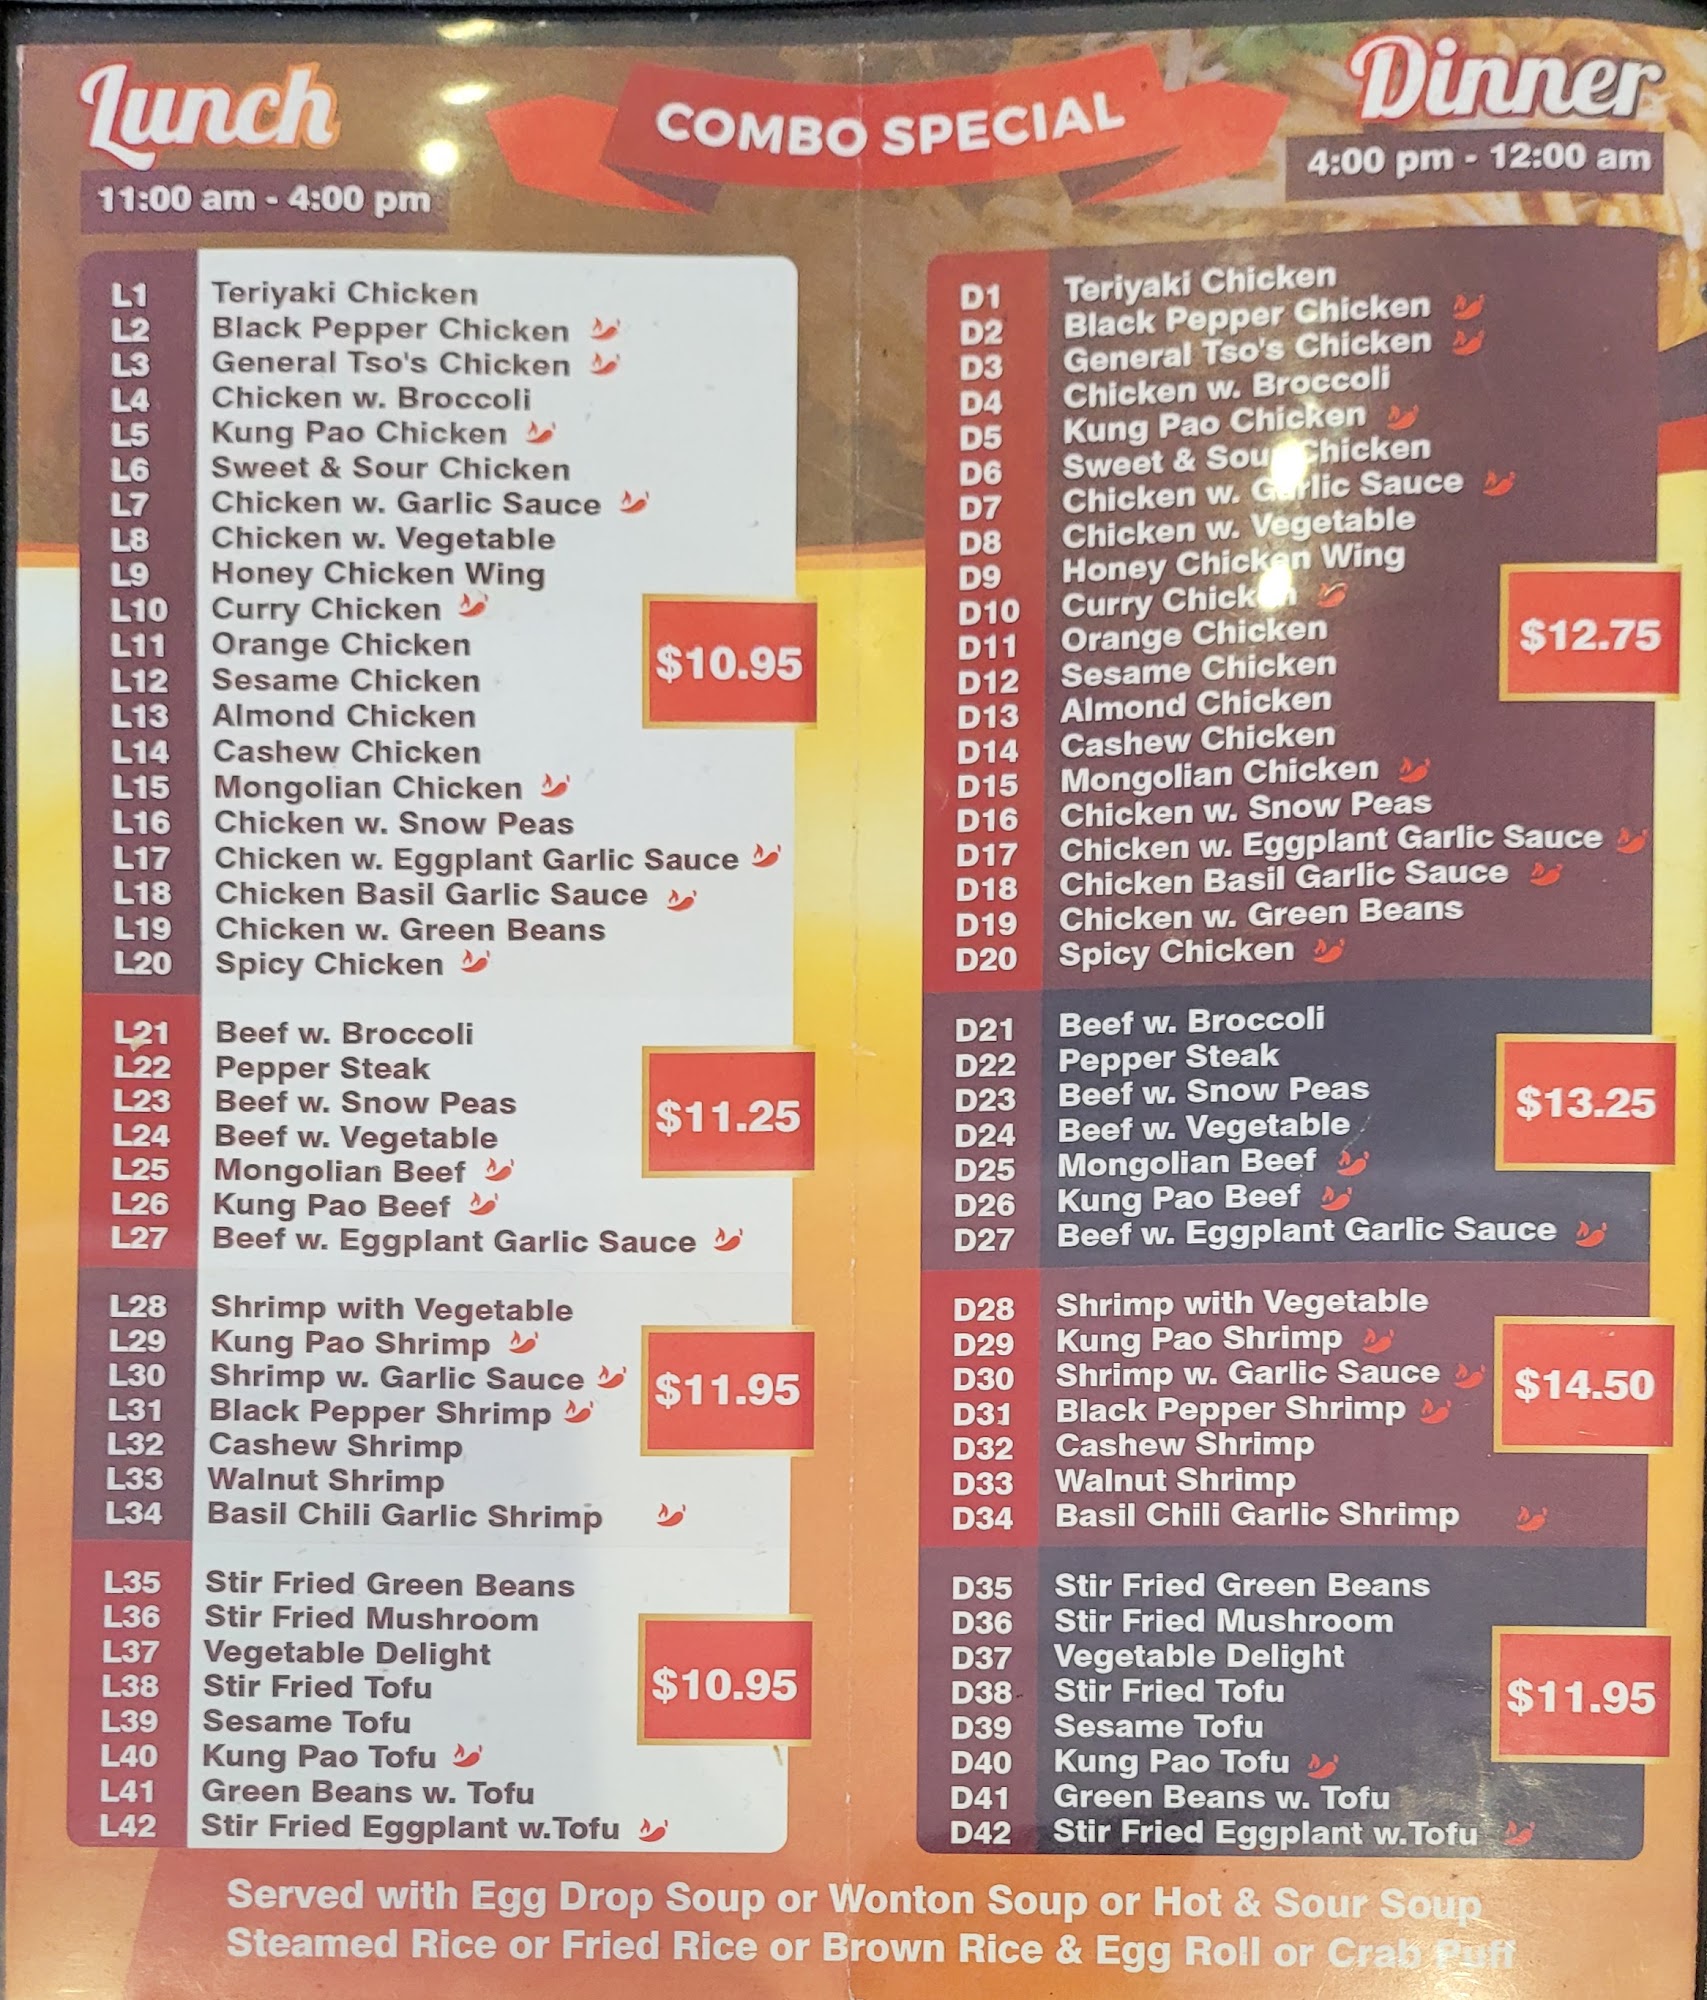 Lunch
11:00 am - 4:00 pm
COMBO SPECIAL
Dinner
4:00 pm - 12:00 am
L1 Teriyaki Chicken
L2 Black Pepper Chicken
L3 General Tso's Chicken
L4 Chicken w. Broccoli
L5 Kung Pao Chicken
L6 Sweet & Sour Chicken
L7 Chicken w. Garlic Sauce
L8 Chicken w. Vegetable
L9 Honey Chicken Wing
L10 Curry Chicken
L11 Orange Chicken
L12 Sesame Chicken
L13 Almond Chicken
L14 Cashew Chicken
L15 Mongolian Chicken
L16 Chicken w. Snow Peas
L17 Chicken w. Eggplant Garlic Sauce
L18 Chicken Basil Garlic Sauce
L19 Chicken w. Green Beans
L20 Spicy Chicken
$10.95
L21 Beef w. Broccoli
L22 Pepper Steak
L23 Beef w. Snow Peas
L24 Beef w. Vegetable
L25 Mongolian Beef
L26 Kung Pao Beef
L27 Beef w. Eggplant Garlic Sauce
$11.25
L28 Shrimp with Vegetable
L29 Kung Pao Shrimp
L30 Shrimp w. Garlic Sauce
L31 Black Pepper Shrimp
L32 Cashew Shrimp
L33 Walnut Shrimp
L34 Basil Chili Garlic Shrimp
$11.95
L35 Stir Fried Green Beans
L36 Stir Fried Mushroom
L37 Vegetable Delight
L38 Stir Fried Tofu
L39 Sesame Tofu
L40 Kung Pao Tofu
L41 Green Beans w. Tofu
L42 Stir Fried Eggplant w.Tofu
$10.95
D1 Teriyaki Chicken
D2 Black Pepper Chicken
D3 General Tso's Chicken
D4 Chicken w. Broccoli
D5 Kung Pao Chicken
D6 Sweet & Sour Chicken
D7 Chicken w. Garlic Sauce
D8 Chicken w. Vegetable
D9 Honey Chicken Wing
D10 Curry Chicken
D11 Orange Chicken
D12 Sesame Chicken
D13 Almond Chicken
D14 Cashew Chicken
D15 Mongolian Chicken
D16 Chicken w. Snow Peas
D17 Chicken w. Eggplant Garlic Sauce
D18 Chicken Basil Garlic Sauce
D19 Chicken w. Green Beans
D20 Spicy Chicken
$12.75
D21 Beef w. Broccoli
D22 Pepper Steak
D23 Beef w. Snow Peas
D24 Beef w. Vegetable
D25 Mongolian Beef
D26 Kung Pao Beef
D27 Beef w. Eggplant Garlic Sauce
$13.25
D28 Shrimp with Vegetable
D29 Kung Pao Shrimp
D30 Shrimp w. Garlic Sauce
D31 Black Pepper Shrimp
D32 Cashew Shrimp
D33 Walnut Shrimp
D34 Basil Chili Garlic Shrimp
$14.50
D35 Stir Fried Green Beans
D36 Stir Fried Mushroom
D37 Vegetable Delight
D38 Stir Fried Tofu
D39 Sesame Tofu
D40 Kung Pao Tofu
D41 Green Beans w. Tofu
D42 Stir Fried Eggplant w.Tofu
$11.95
Served with Egg Drop Soup or Wonton Soup or Hot & Sour Soup
Steamed Rice or Fried Rice or Brown Rice & Egg Roll or Crab Puff